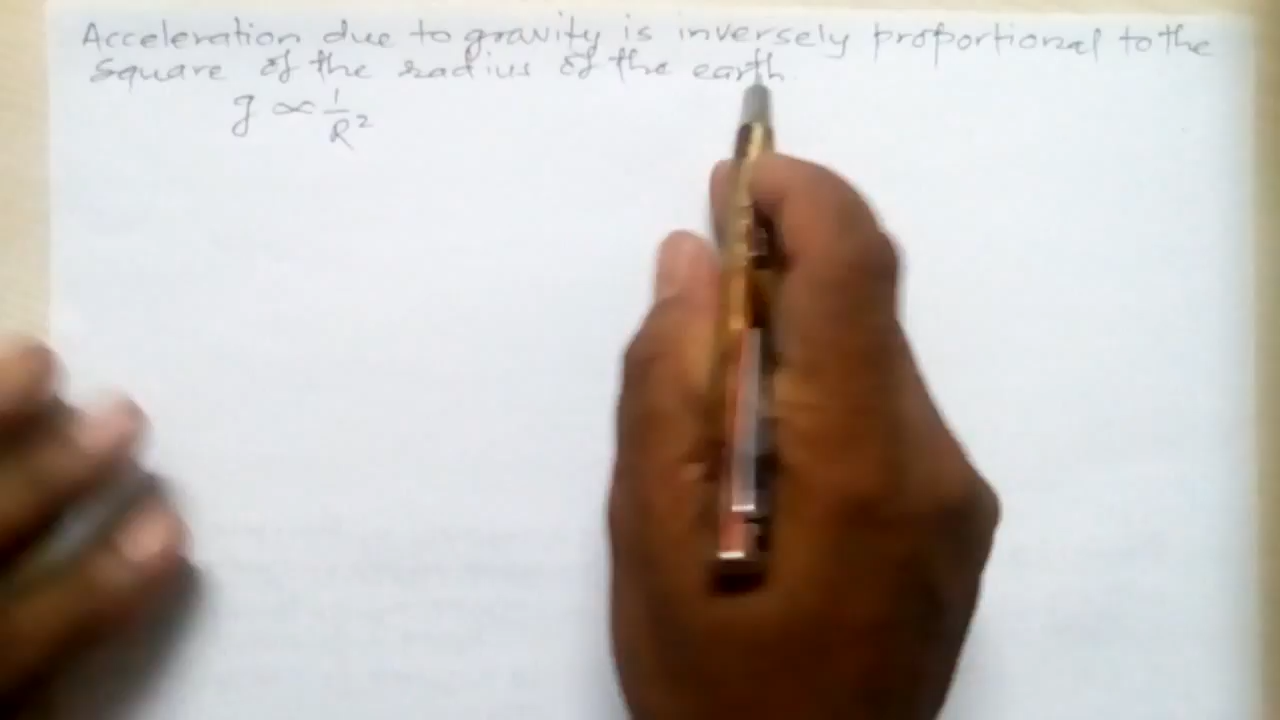 Acceleration due to gravity is inversely proportional to the
square of the radius of the earth.
g ∝ 1/R²